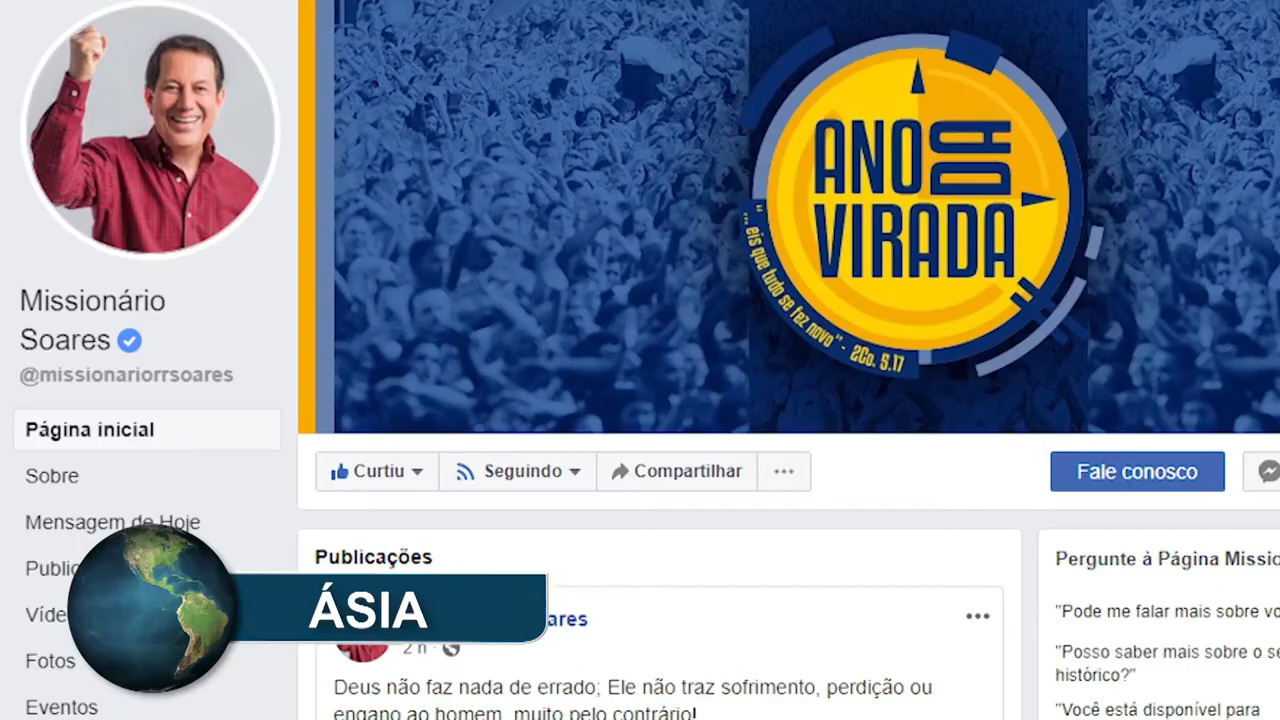 ANO DA
VIRADA
"... eis que tudo se fez novo" - 2Co. 5.17
Missionário
Soares
@missionariorrsoares
Página inicial
Sobre
Mensagem de Hoje
Public
Víde
Fotos
Eventos
Curtiu
Seguindo
Compartilhar
Fale conosco
Publicações
ares
2 h
Deus não faz nada de errado; Ele não traz sofrimento, perdição ou
engano ao homem, muito pelo contrário!
Pergunte à Página Missio
"Pode me falar mais sobre vo
"Posso saber mais sobre o se
histórico?"
"Você está disponível para
ÁSIA